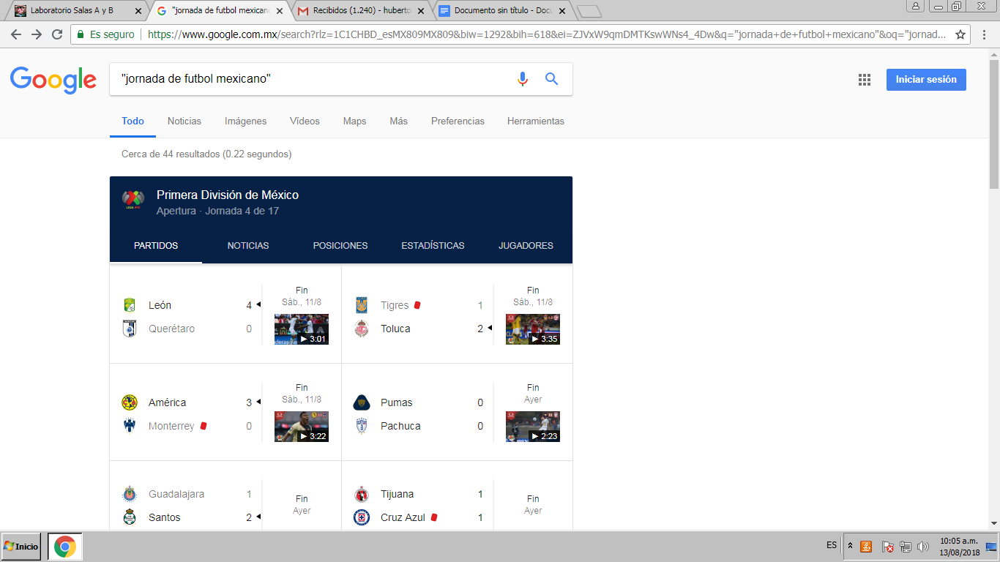 Laboratorio Salas A y B
"jornada de futbol mexicano
Recibidos (1.240) - huberto
Documento sin título - Docu
Es seguro
https://www.google.com.mx/search?rlz=1C1CHBD_esMX809MX809&biw=1292&bih=618&ei=ZJVxW9qmDMTKswWNs4_4Dw&q="jornada+de+futbol+mexicano"&oq="jornad...
Google
"jornada de futbol mexicano"
Iniciar sesión
Todo Noticias Imágenes Vídeos Maps Más Preferencias Herramientas
Cerca de 44 resultados (0.22 segundos)
Primera División de México
Apertura · Jornada 4 de 17
PARTIDOS NOTICIAS POSICIONES ESTADÍSTICAS JUGADORES
León 4
Querétaro 0
Fin
Sáb., 11/8
3:01
Tigres 1
Toluca 2
Fin
Sáb., 11/8
3:35
América 3
Monterrey 0
Fin
Sáb., 11/8
3:22
Pumas 0
Pachuca 0
Fin
Ayer
2:23
Guadalajara 1
Santos 2
Fin
Ayer
Tijuana 1
Cruz Azul 1
Fin
Ayer
Inicio
ES
10:05 a.m.
13/08/2018